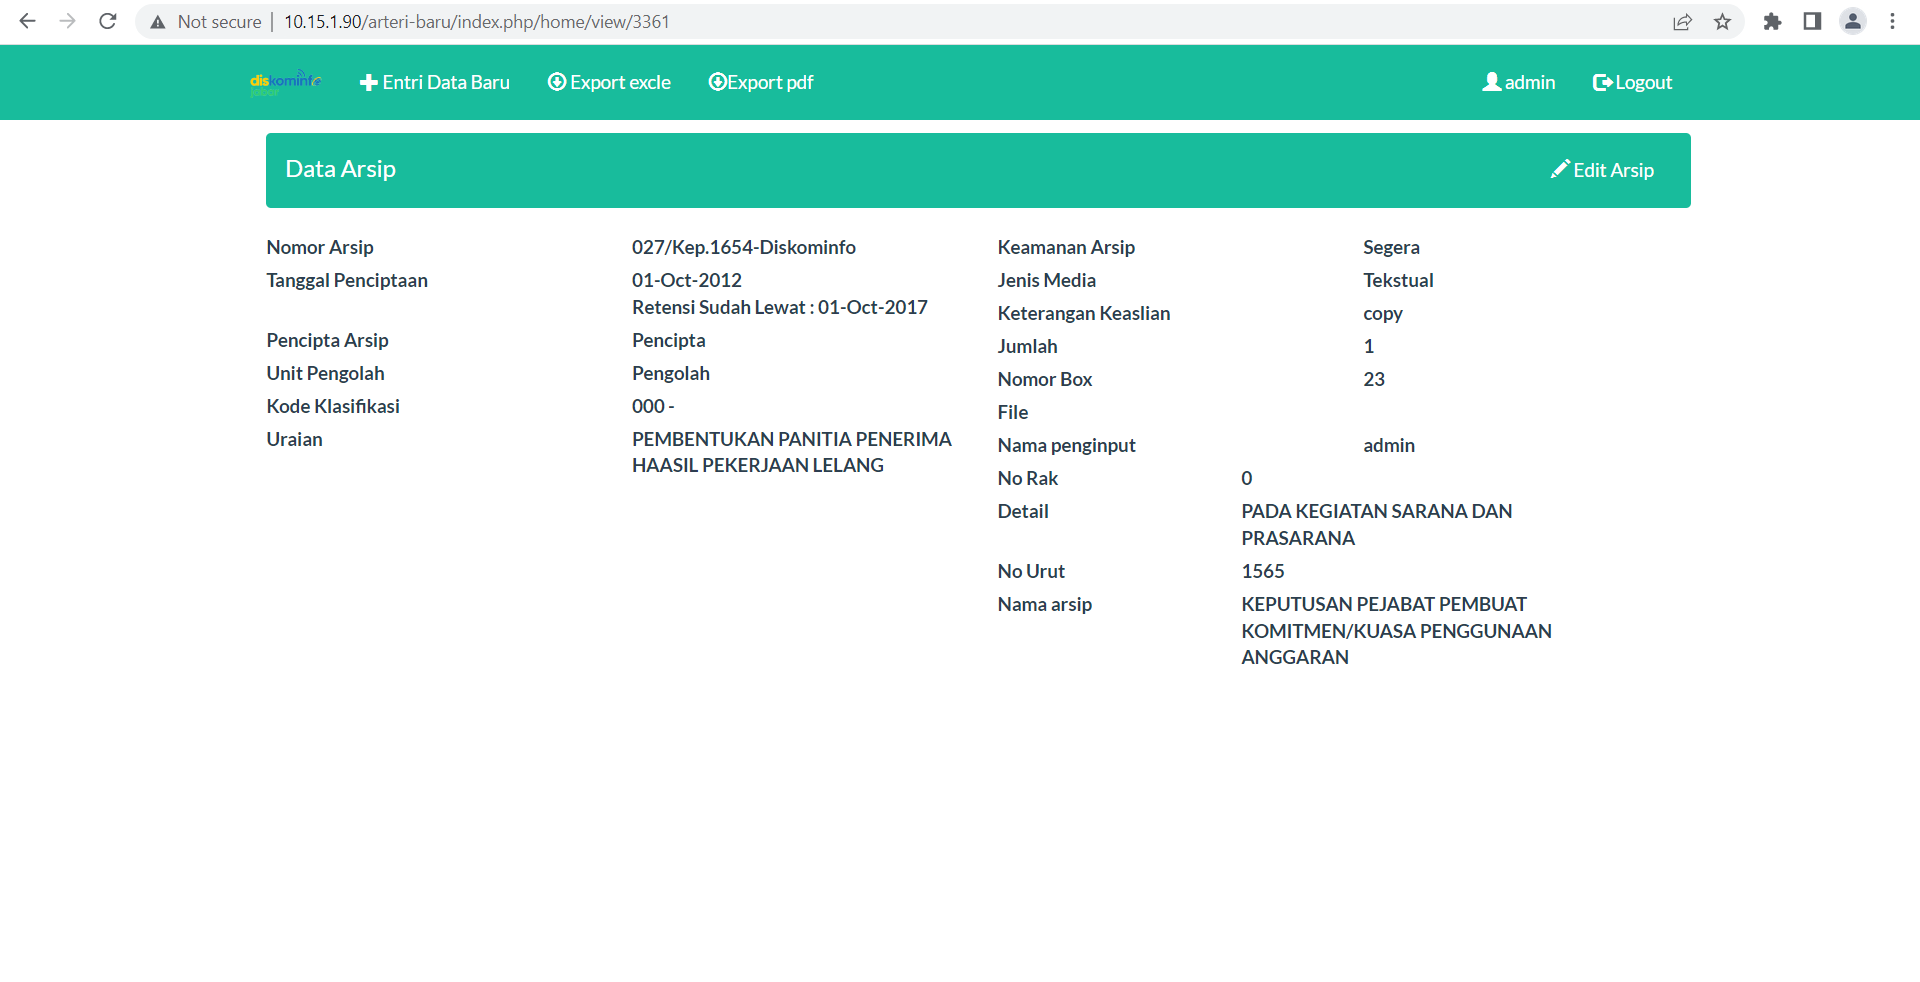 Not secure | 10.15.1.90/arteri-baru/index.php/home/view/3361
diskominfo
jabar
Entri Data Baru
Export excle
Export pdf
admin
Logout
Data Arsip
Edit Arsip
Nomor Arsip 027/Kep.1654-Diskominfo
Tanggal Penciptaan 01-Oct-2012
Retensi Sudah Lewat : 01-Oct-2017
Pencipta Arsip Pencipta
Unit Pengolah Pengolah
Kode Klasifikasi 000 -
Uraian PEMBENTUKAN PANITIA PENERIMA
HAASIL PEKERJAAN LELANG
Keamanan Arsip Segera
Jenis Media Tekstual
Keterangan Keaslian copy
Jumlah 1
Nomor Box 23
File
Nama penginput admin
No Rak 0
Detail PADA KEGIATAN SARANA DAN
PRASARANA
No Urut 1565
Nama arsip KEPUTUSAN PEJABAT PEMBUAT
KOMITMEN/KUASA PENGGUNAAN
ANGGARAN